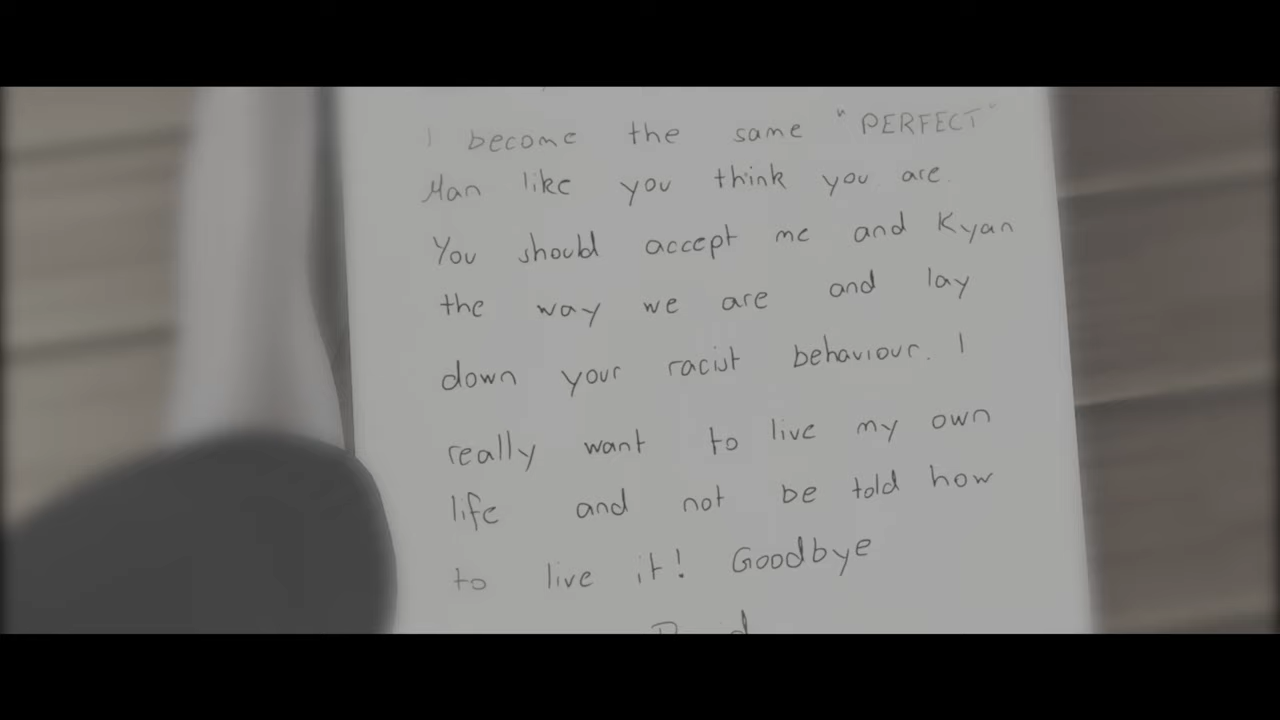 I become the same "PERFECT"
Man like you think you are.
You should accept me and Kyan
the way we are and lay
down your racist behaviour. I
really want to live my own
life and not be told how
to live it! Goodbye